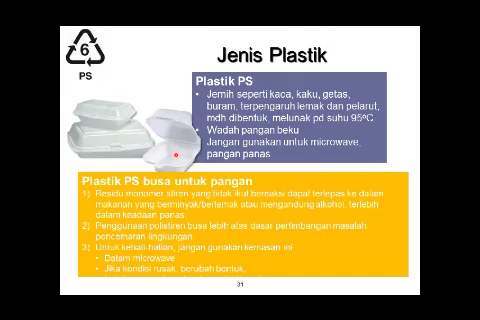 6
PS
Jenis Plastik
Plastik PS
• Jernih seperti kaca, kaku, getas,
buram, terpengaruh lemak dan pelarut,
mdh dibentuk, melunak pd suhu 95ºC
• Wadah pangan beku
• Jangan gunakan untuk microwave,
pangan panas
Plastik PS busa untuk pangan
1) Residu monomer stiren yang tidak ikut bereaksi dapat terlepas ke dalam
makanan yang berminyak/berlemak atau mengandung alkohol, terlebih
dalam keadaan panas.
2) Penggunaan polistiren busa lebih atas dasar pertimbangan masalah
pencemaran lingkungan.
3) Untuk kehati-hatian, jangan gunakan kemasan ini:
• Dalam microwave
• Jika kondisi rusak, berubah bentuk,
31